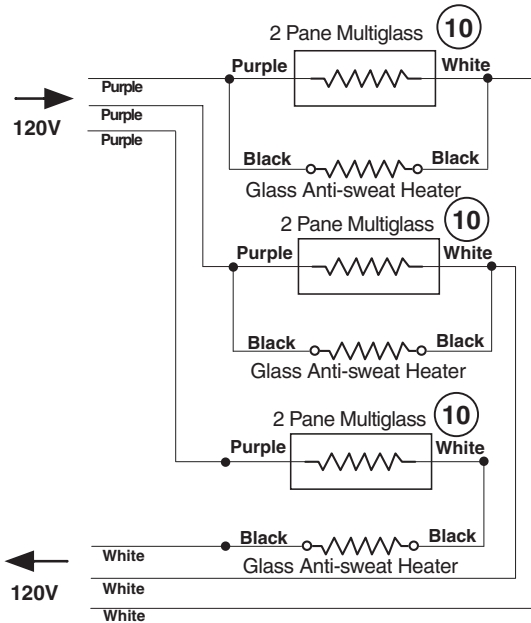 2 Pane Multiglass 10
Purple White
Purple
120V
Purple
Purple
Black Black
Glass Anti-sweat Heater
2 Pane Multiglass 10
Purple White
Black Black
Glass Anti-sweat Heater
2 Pane Multiglass 10
Purple White
Black Black
White
Glass Anti-sweat Heater
120V
White
White